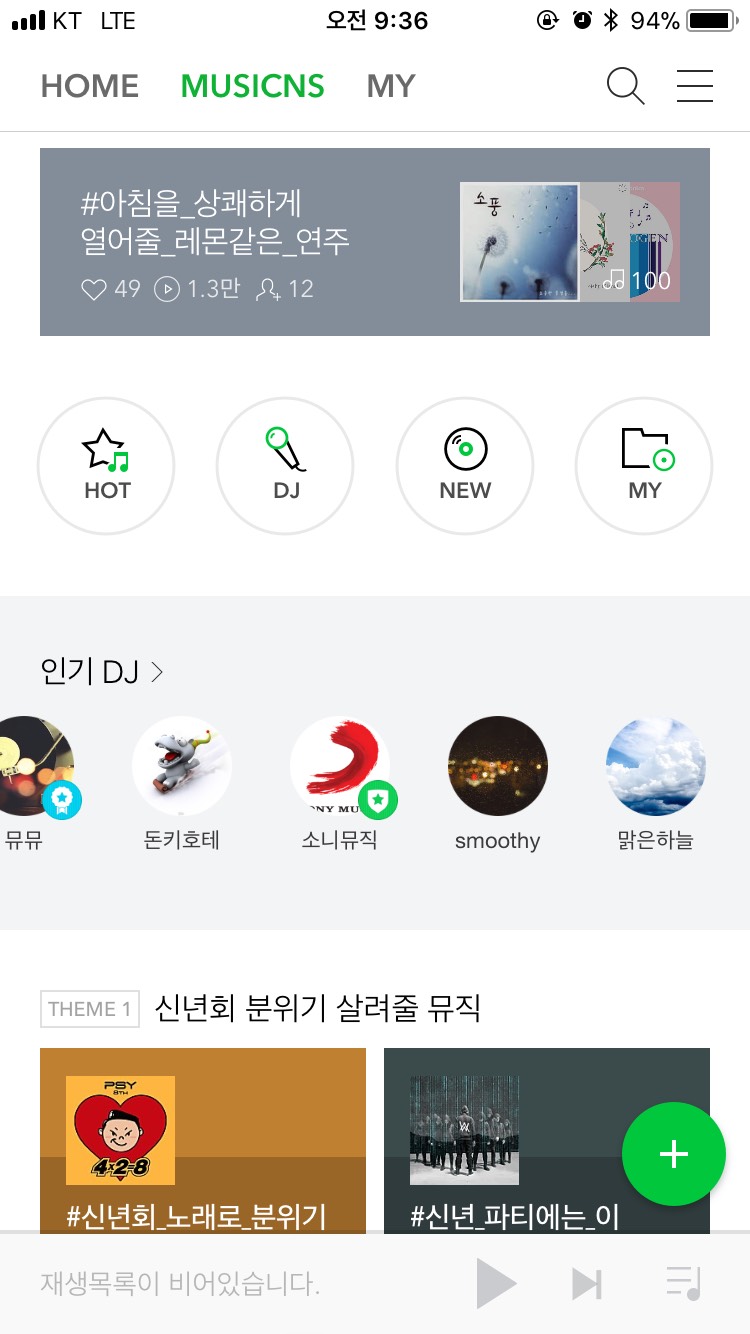 KT LTE 오전 9:36 94%
HOME MUSICNS MY
#아침을_상쾌하게
열어줄_레몬같은_연주
49 1.3만 12
소풍
100
HOT DJ NEW MY
인기 DJ
뮤뮤 돈키호테 소니뮤직 smoothy 맑은하늘
THEME 1 신년회 분위기 살려줄 뮤직
PSY
8TH
4X2=8
#신년회_노래로_분위기 #신년_파티에는_이
재생목록이 비어있습니다.